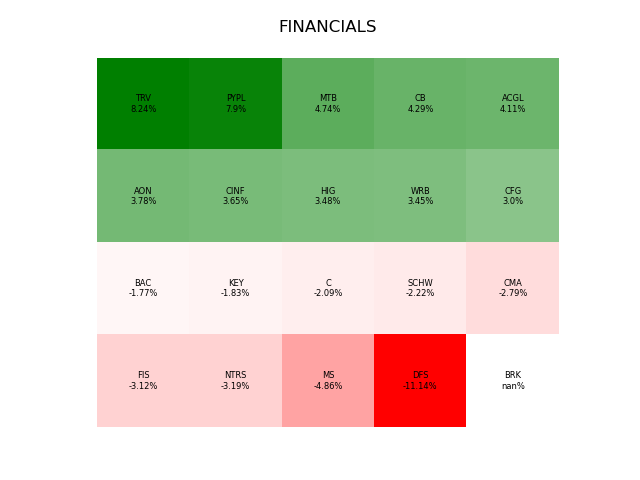 FINANCIALS
TRV
8.24%
PYPL
7.9%
MTB
4.74%
CB
4.29%
ACGL
4.11%
AON
3.78%
CINF
3.65%
HIG
3.48%
WRB
3.45%
CFG
3.0%
BAC
-1.77%
KEY
-1.83%
C
-2.09%
SCHW
-2.22%
CMA
-2.79%
FIS
-3.12%
NTRS
-3.19%
MS
-4.86%
DFS
-11.14%
BRK
nan%